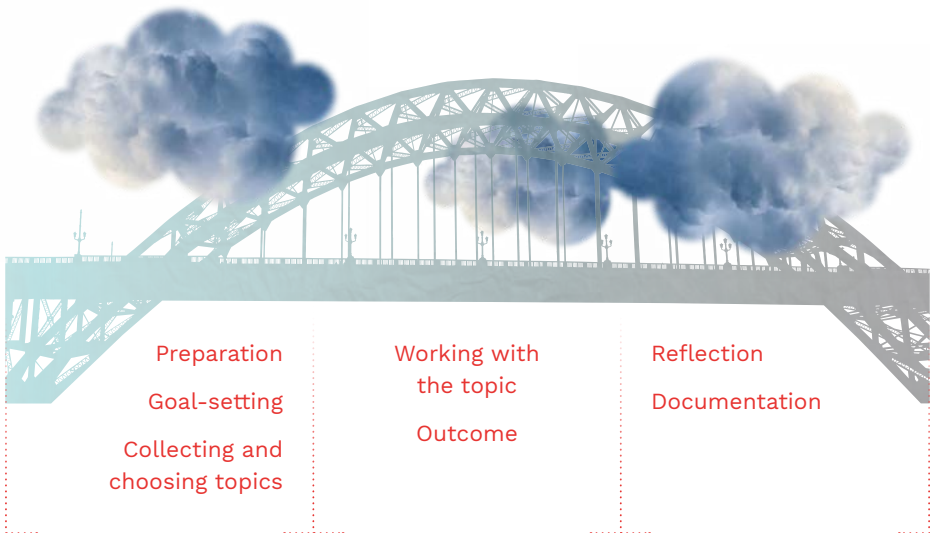 Preparation
Goal-setting
Collecting and
choosing topics
Working with
the topic
Outcome
Reflection
Documentation